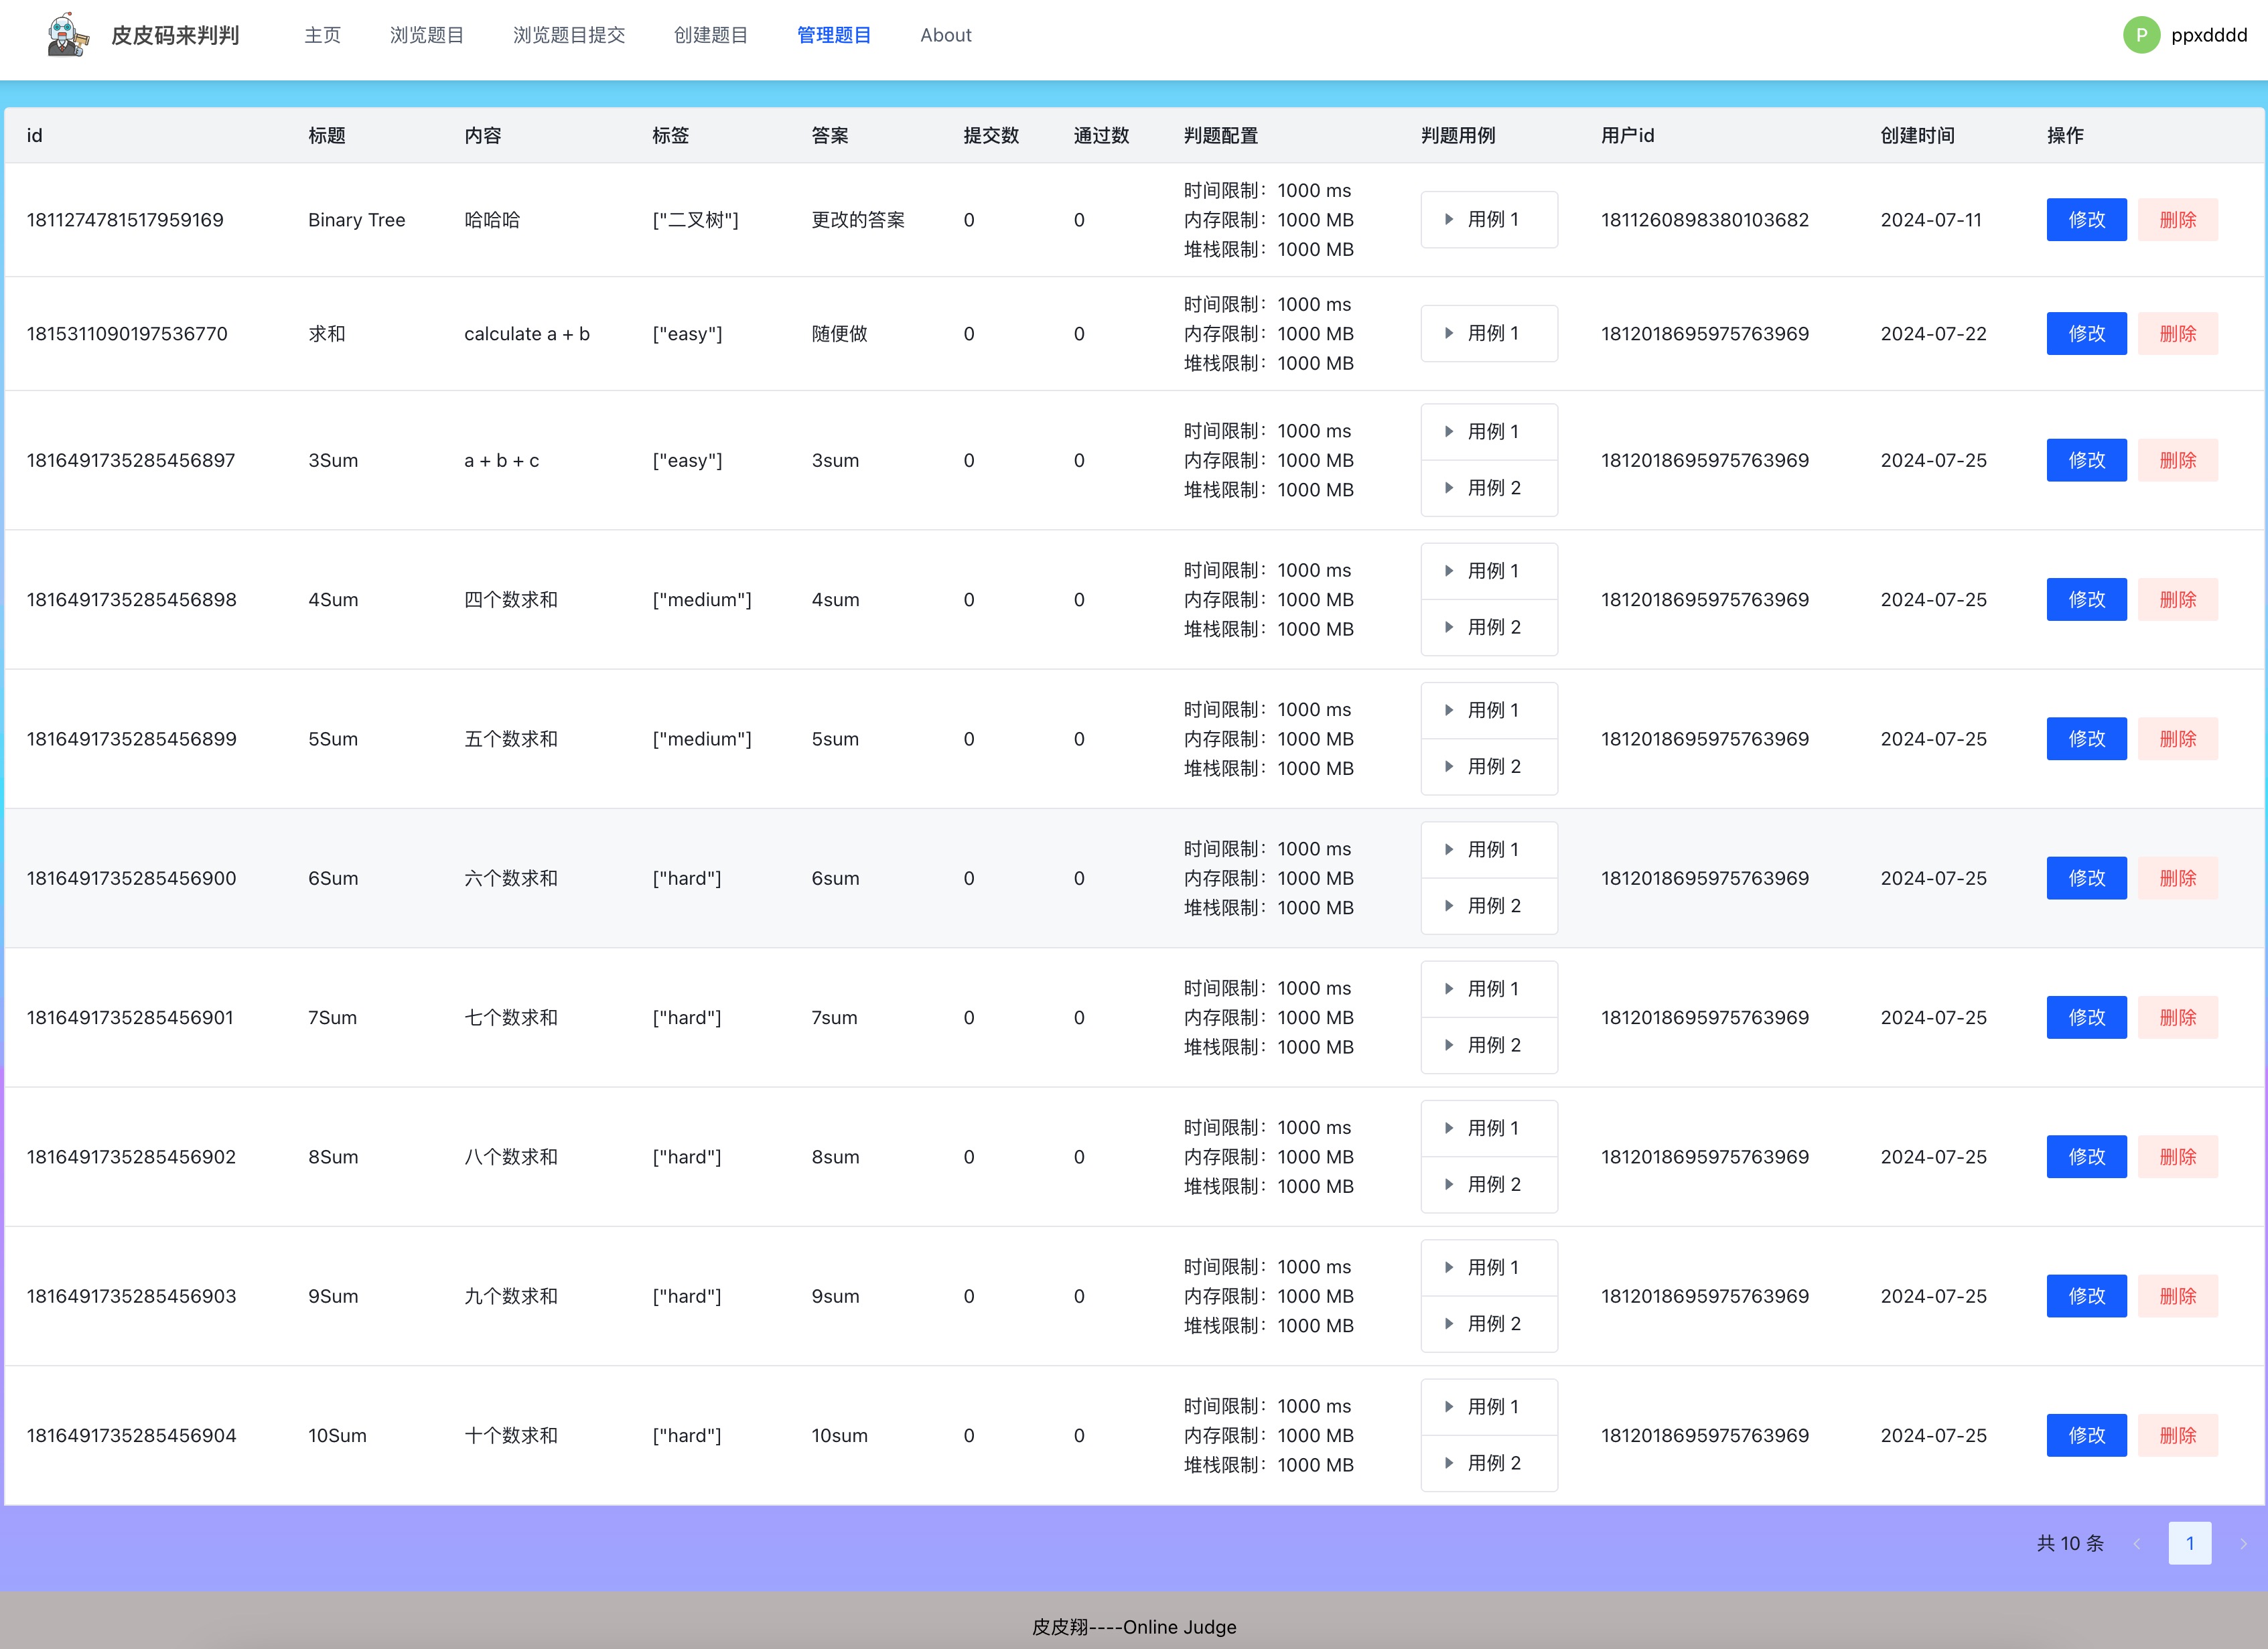 皮皮码来判判 主页 浏览题目 浏览题目提交 创建题目 管理题目 About P ppxdddd
id 标题 内容 标签 答案 提交数 通过数 判题配置 判题用例 用户id 创建时间 操作
1811274781517959169 Binary Tree 哈哈哈 ["二叉树"] 更改的答案 0 0 时间限制：1000 ms 内存限制：1000 MB 堆栈限制：1000 MB 用例 1 1811260898380103682 2024-07-11 修改 删除
1815311090197536770 求和 calculate a + b ["easy"] 随便做 0 0 时间限制：1000 ms 内存限制：1000 MB 堆栈限制：1000 MB 用例 1 1812018695975763969 2024-07-22 修改 删除
1816491735285456897 3Sum a + b + c ["easy"] 3sum 0 0 时间限制：1000 ms 内存限制：1000 MB 堆栈限制：1000 MB 用例 1 用例 2 1812018695975763969 2024-07-25 修改 删除
1816491735285456898 4Sum 四个数求和 ["medium"] 4sum 0 0 时间限制：1000 ms 内存限制：1000 MB 堆栈限制：1000 MB 用例 1 用例 2 1812018695975763969 2024-07-25 修改 删除
1816491735285456899 5Sum 五个数求和 ["medium"] 5sum 0 0 时间限制：1000 ms 内存限制：1000 MB 堆栈限制：1000 MB 用例 1 用例 2 1812018695975763969 2024-07-25 修改 删除
1816491735285456900 6Sum 六个数求和 ["hard"] 6sum 0 0 时间限制：1000 ms 内存限制：1000 MB 堆栈限制：1000 MB 用例 1 用例 2 1812018695975763969 2024-07-25 修改 删除
1816491735285456901 7Sum 七个数求和 ["hard"] 7sum 0 0 时间限制：1000 ms 内存限制：1000 MB 堆栈限制：1000 MB 用例 1 用例 2 1812018695975763969 2024-07-25 修改 删除
1816491735285456902 8Sum 八个数求和 ["hard"] 8sum 0 0 时间限制：1000 ms 内存限制：1000 MB 堆栈限制：1000 MB 用例 1 用例 2 1812018695975763969 2024-07-25 修改 删除
1816491735285456903 9Sum 九个数求和 ["hard"] 9sum 0 0 时间限制：1000 ms 内存限制：1000 MB 堆栈限制：1000 MB 用例 1 用例 2 1812018695975763969 2024-07-25 修改 删除
1816491735285456904 10Sum 十个数求和 ["hard"] 10sum 0 0 时间限制：1000 ms 内存限制：1000 MB 堆栈限制：1000 MB 用例 1 用例 2 1812018695975763969 2024-07-25 修改 删除
共 10 条 1
皮皮翔----Online Judge